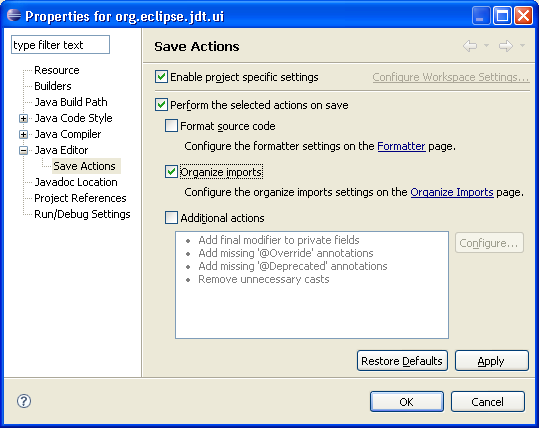 Properties for org.eclipse.jdt.ui
type filter text
Resource
Builders
Java Build Path
Java Code Style
Java Compiler
Java Editor
Save Actions
Javadoc Location
Project References
Run/Debug Settings
Save Actions
Enable project specific settings
Configure Workspace Settings...
Perform the selected actions on save
Format source code
Configure the formatter settings on the Formatter page.
Organize imports
Configure the organize imports settings on the Organize Imports page.
Additional actions
Add final modifier to private fields
Add missing '@Override' annotations
Add missing '@Deprecated' annotations
Remove unnecessary casts
Configure...
Restore Defaults
Apply
?
OK
Cancel